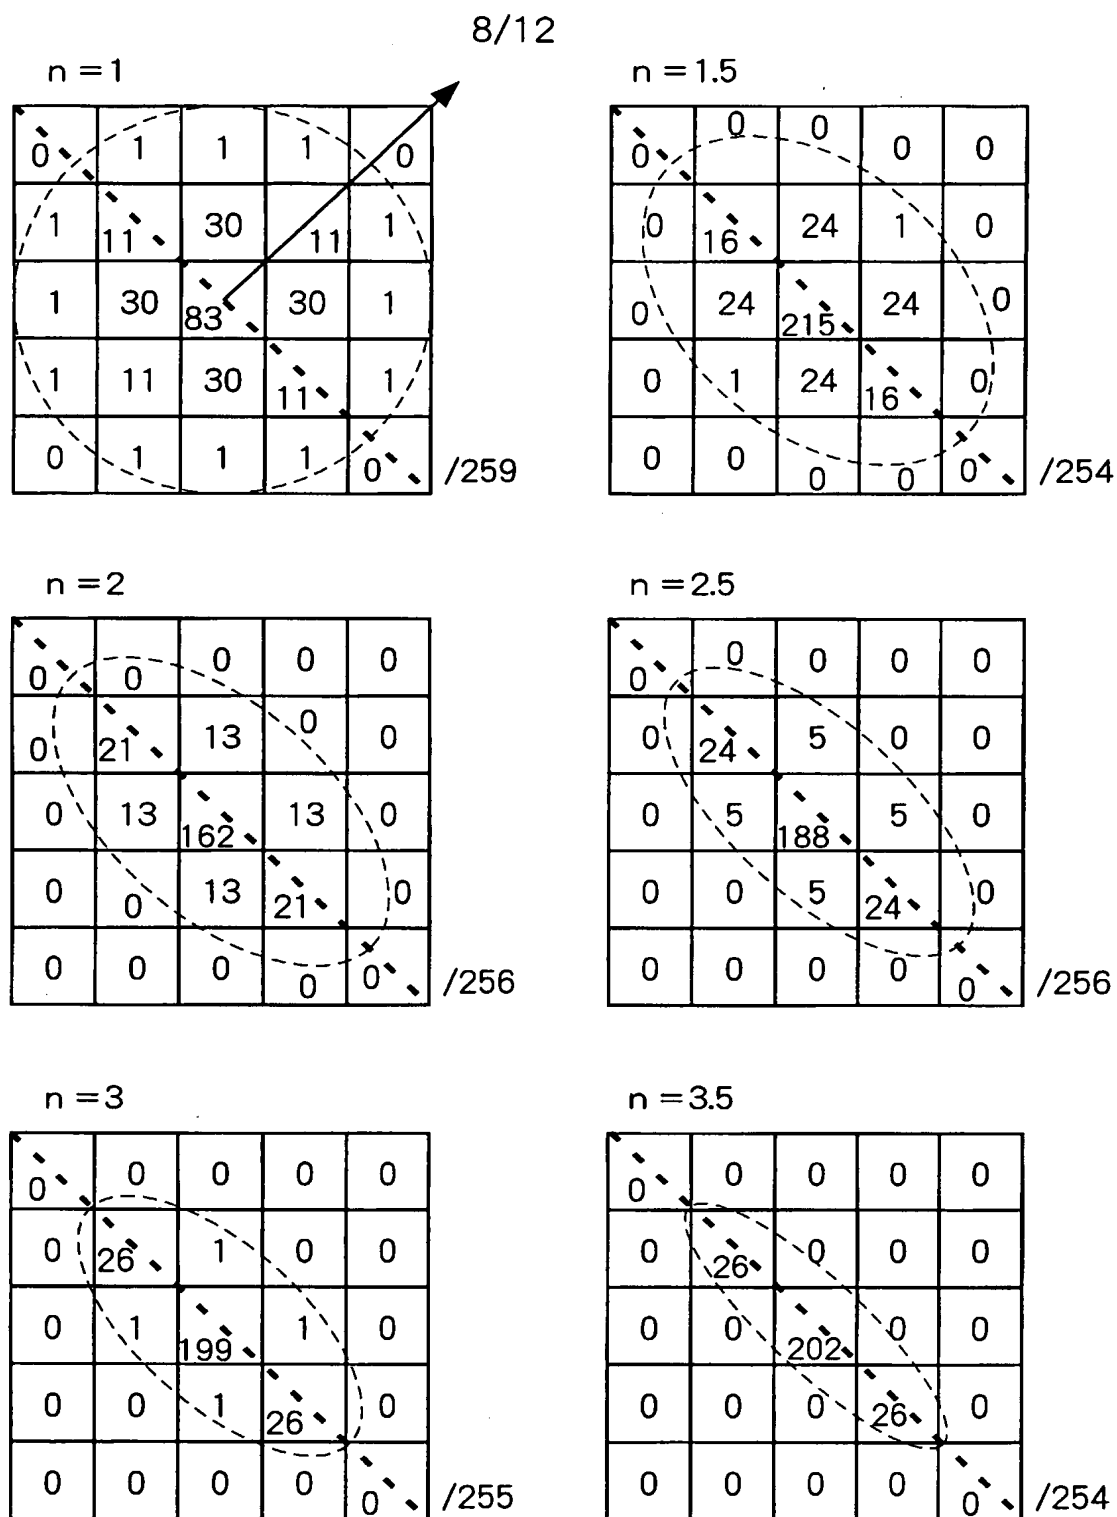 8/12
n = 1
0 1 1 1 0
1 11 30 11 1
1 30 83 30 1
1 11 30 11 1
0 1 1 1 0 /259
n = 1.5
0 0 0 0 0
0 16 24 1 0
0 24 215 24 0
0 1 24 16 0
0 0 0 0 0 /254
n = 2
0 0 0 0 0
0 21 13 0 0
0 13 162 13 0
0 0 13 21 0
0 0 0 0 0 /256
n = 2.5
0 0 0 0 0
0 24 5 0 0
0 5 188 5 0
0 0 5 24 0
0 0 0 0 0 /256
n = 3
0 0 0 0 0
0 26 1 0 0
0 1 199 1 0
0 0 1 26 0
0 0 0 0 0 /255
n = 3.5
0 0 0 0 0
0 26 0 0 0
0 0 202 0 0
0 0 0 26 0
0 0 0 0 0 /254